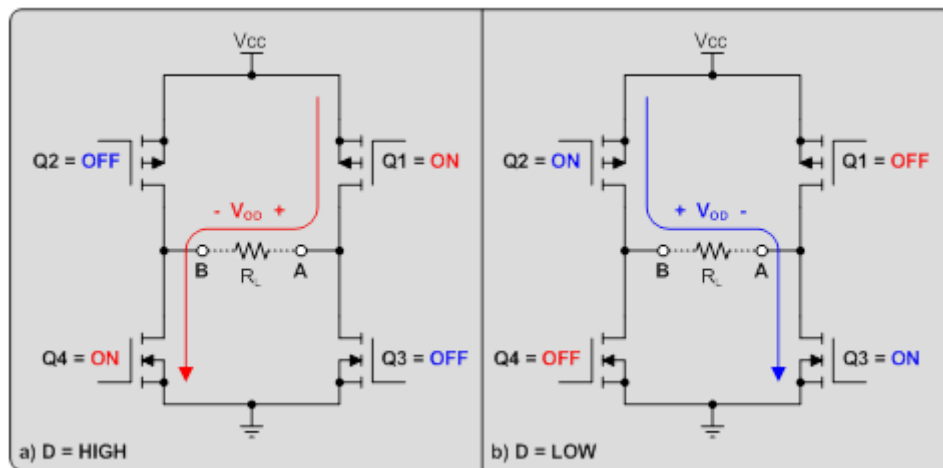 Vcc
Q2 = OFF
Q1 = ON
- VOD +
B
RL
A
Q4 = ON
Q3 = OFF
a) D = HIGH
Vcc
Q2 = ON
Q1 = OFF
+ VOD -
B
RL
A
Q4 = OFF
Q3 = ON
b) D = LOW